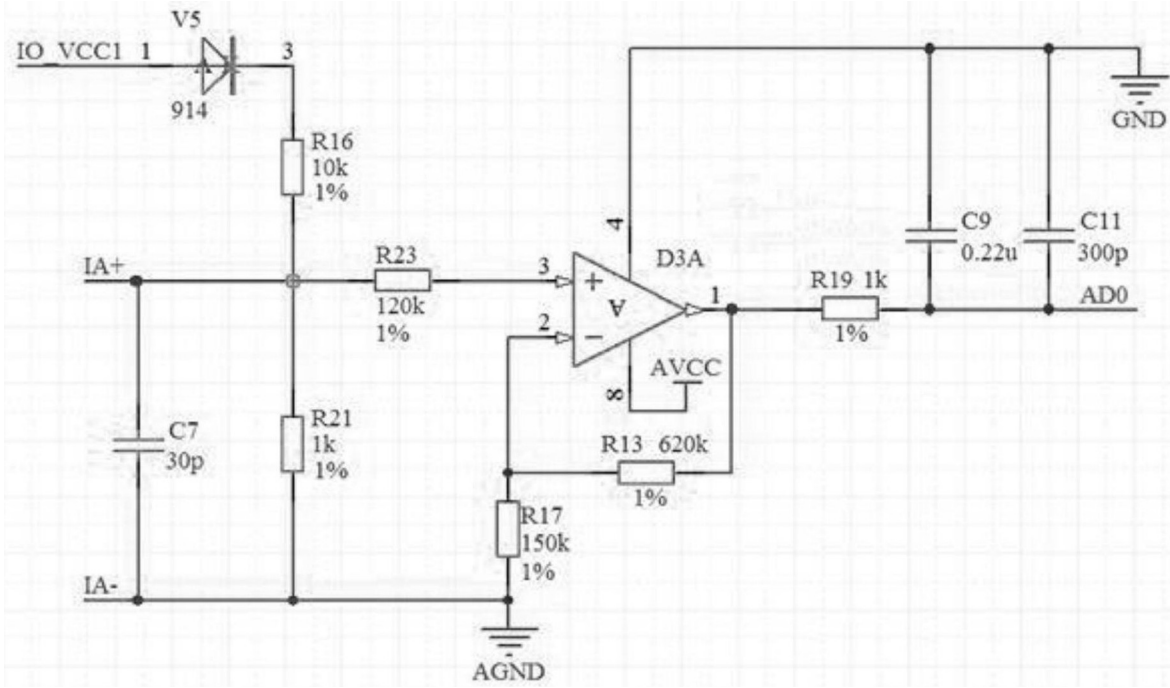 V5
IO_VCC1 1
3
914
GND
R16
10k
1%
4
C9
0.22u
C11
300p
IA+
R23
120k
1%
3
+
A
D3A
1
R19 1k
1%
AD0
2
−
8
AVCC
C7
30p
R21
1k
1%
R13 620k
1%
R17
150k
1%
IA-
AGND